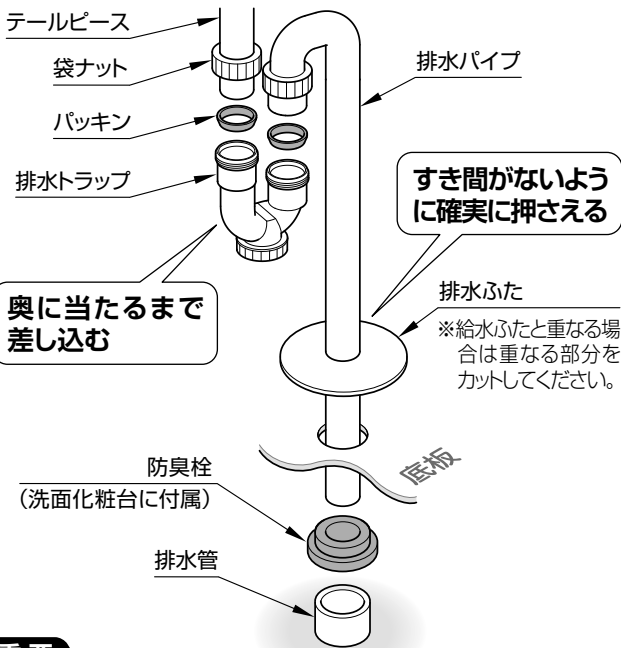 テールピース
袋ナット
パッキン
排水トラップ
排水パイプ
すき間がないよう
に確実に押さえる
奥に当たるまで
差し込む
排水ふた
※給水ふたと重なる場
合は重なる部分を
カットしてください。
底板
防臭栓
（洗面化粧台に付属）
排水管